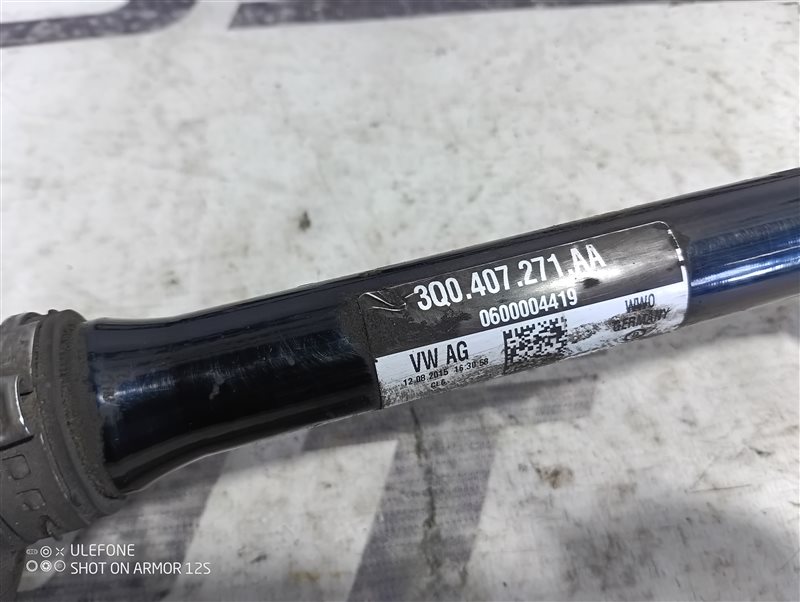 3Q0.407.271.AA
0600004419
VW AG
12.08.2015 16:30:58
GERMANY
ULEFONE
SHOT ON ARMOR 12S